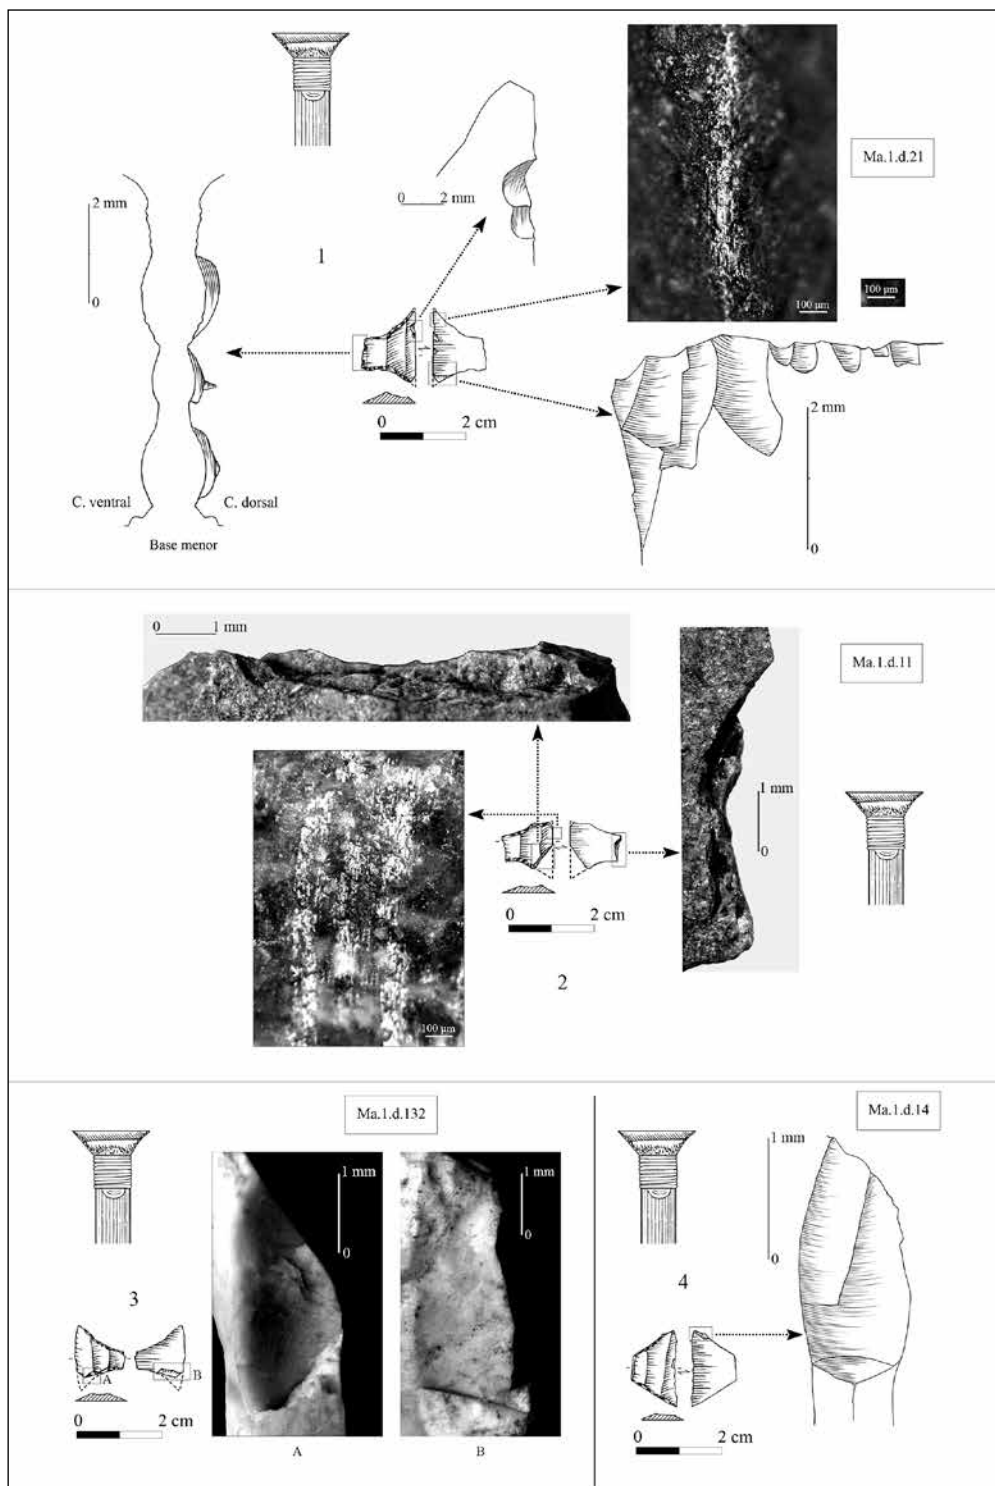 Ma.1.d.21
0 2 mm
2 mm
0
1
100 µm
100 µm
0 2 cm
2 mm
0
C. ventral C. dorsal
Base menor
0 1 mm
Ma.1.d.11
1 mm
0
100 µm
0 2 cm
2
Ma.1.d.132
1 mm
0
1 mm
0
3
A
B
0 2 cm
A
B
Ma.1.d.14
1 mm
0
4
0 2 cm